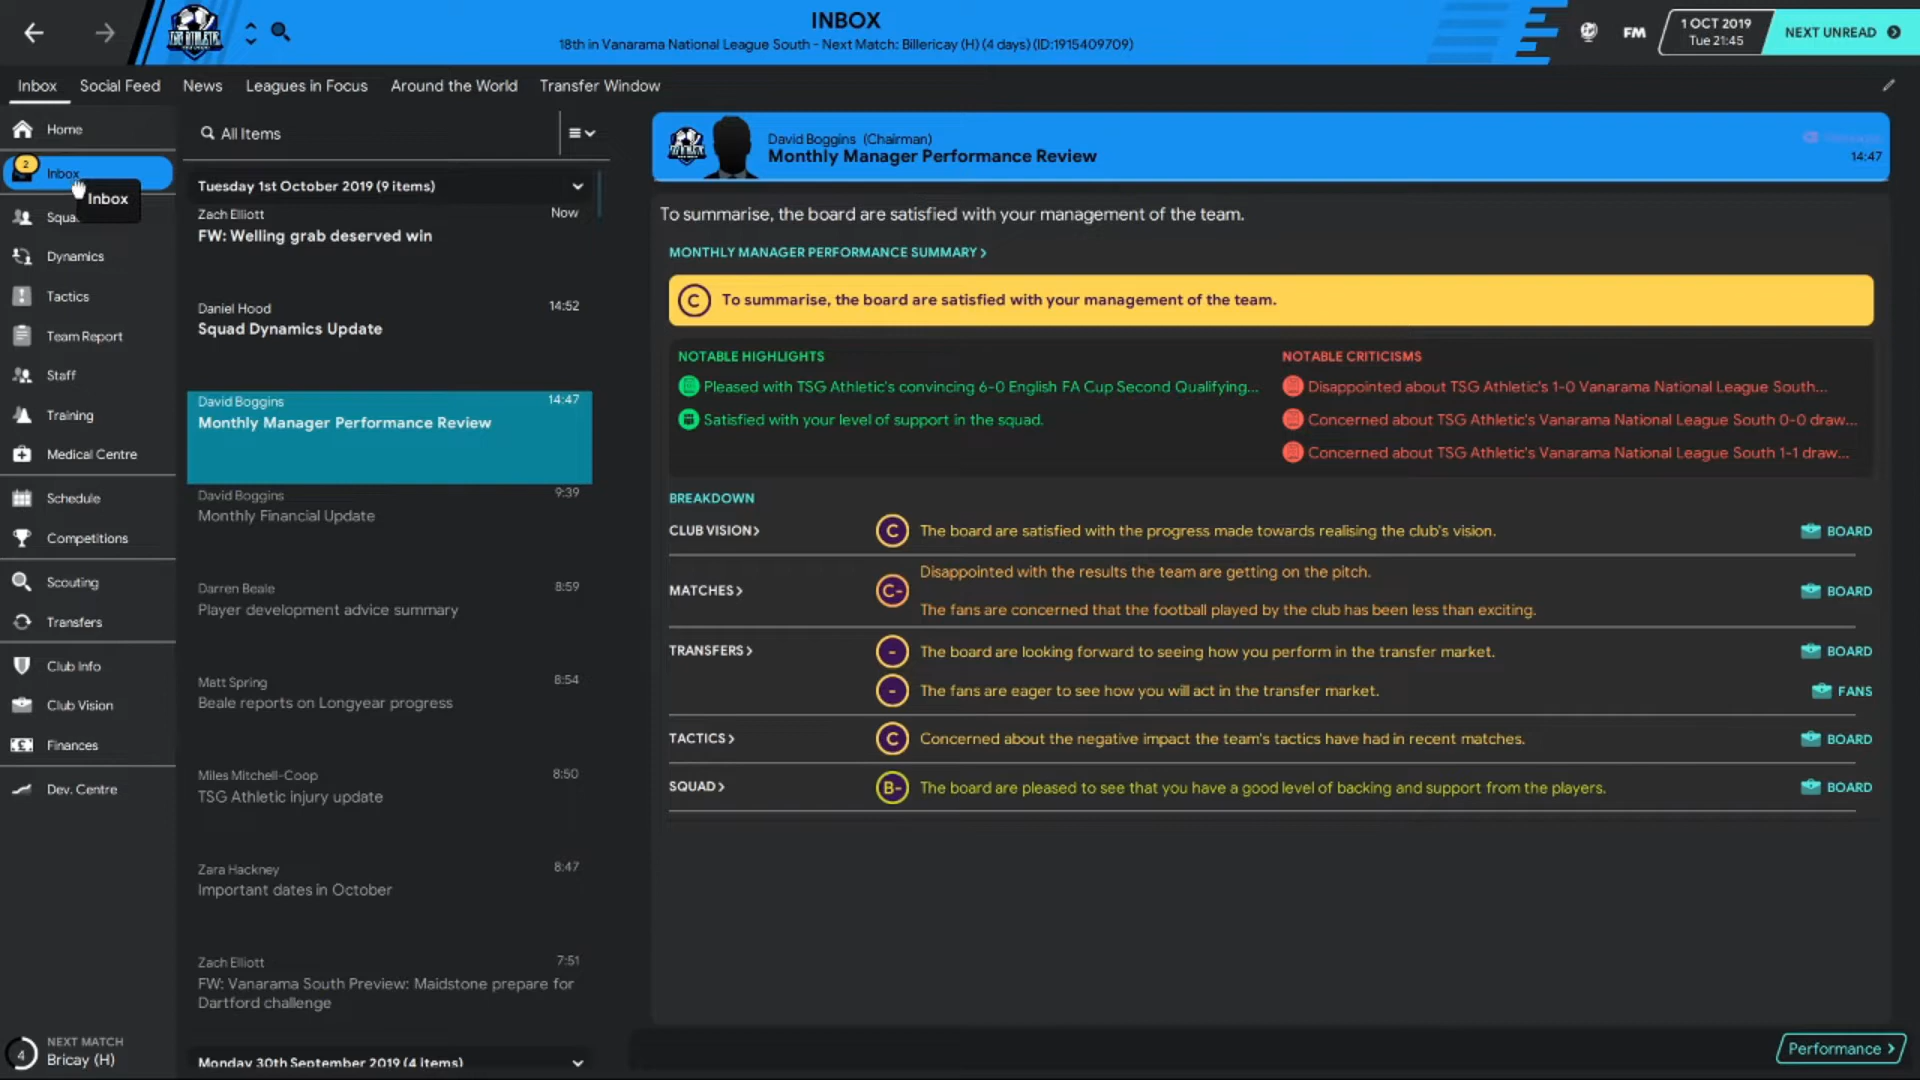 INBOX
18th in Vanarama National League South - Next Match: Billericay (H) (4 days) (ID:1915409709)
FM
1 OCT 2019
Tue 21:45
NEXT UNREAD
Inbox
Social Feed
News
Leagues in Focus
Around the World
Transfer Window
Home
2
Inbox
Inbox
Squa
Dynamics
Tactics
Team Report
Staff
Training
Medical Centre
Schedule
Competitions
Scouting
Transfers
Club Info
Club Vision
Finances
Dev. Centre
4
NEXT MATCH
Bricay (H)
All Items
Tuesday 1st October 2019 (9 items)
Zach Elliott Now
FW: Welling grab deserved win
Daniel Hood 14:52
Squad Dynamics Update
David Boggins 14:47
Monthly Manager Performance Review
David Boggins 9:39
Monthly Financial Update
Darren Beale 8:59
Player development advice summary
Matt Spring 8:54
Beale reports on Longyear progress
Miles Mitchell-Coop 8:50
TSG Athletic injury update
Zara Hackney 8:47
Important dates in October
Zach Elliott 7:51
FW: Vanarama South Preview: Maidstone prepare for
Dartford challenge
Monday 30th September 2019 (4 items)
David Boggins (Chairman)
Monthly Manager Performance Review
14:47
To summarise, the board are satisfied with your management of the team.
MONTHLY MANAGER PERFORMANCE SUMMARY >
C To summarise, the board are satisfied with your management of the team.
NOTABLE HIGHLIGHTS
Pleased with TSG Athletic's convincing 6-0 English FA Cup Second Qualifying...
Satisfied with your level of support in the squad.
NOTABLE CRITICISMS
Disappointed about TSG Athletic's 1-0 Vanarama National League South...
Concerned about TSG Athletic's Vanarama National League South 0-0 draw...
Concerned about TSG Athletic's Vanarama National League South 1-1 draw...
BREAKDOWN
CLUB VISION > C The board are satisfied with the progress made towards realising the club's vision. BOARD
MATCHES > C- Disappointed with the results the team are getting on the pitch. BOARD
The fans are concerned that the football played by the club has been less than exciting.
TRANSFERS > - The board are looking forward to seeing how you perform in the transfer market. BOARD
- The fans are eager to see how you will act in the transfer market. FANS
TACTICS > C Concerned about the negative impact the team's tactics have had in recent matches. BOARD
SQUAD > B- The board are pleased to see that you have a good level of backing and support from the players. BOARD
Performance >